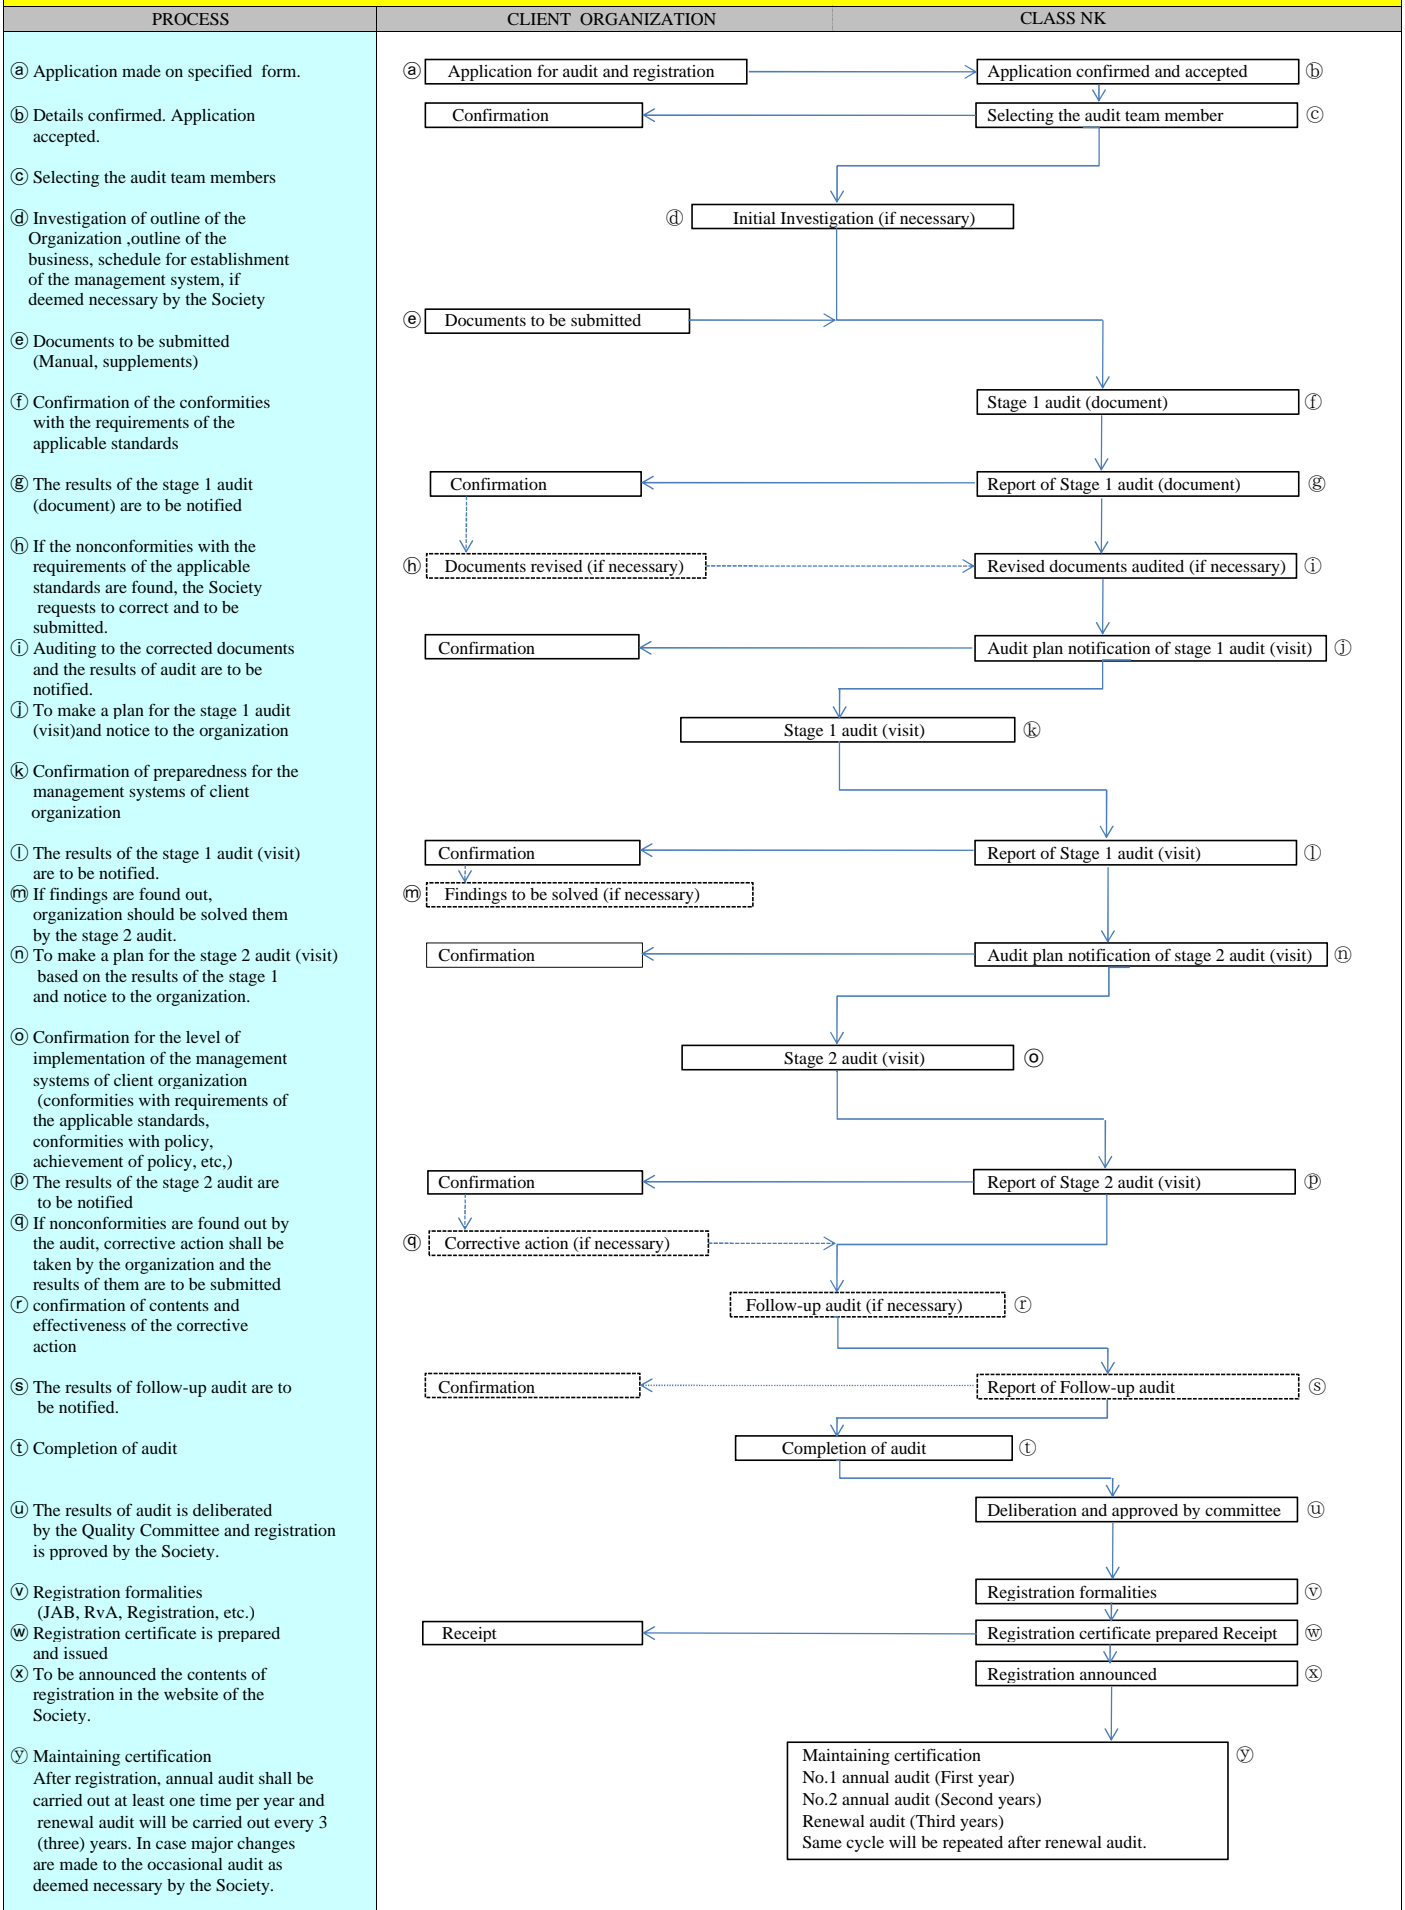 PROCESS
CLIENT ORGANIZATION
CLASS NK
ⓐ Application made on specified form.
ⓑ Details confirmed. Application
accepted.
ⓒ Selecting the audit team members
ⓓ Investigation of outline of the
Organization ,outline of the
business, schedule for establishment
of the management system, if
deemed necessary by the Society
ⓔ Documents to be submitted
(Manual, supplements)
ⓕ Confirmation of the conformities
with the requirements of the
applicable standards
ⓖ The results of the stage 1 audit
(document) are to be notified
ⓗ If the nonconformities with the
requirements of the applicable
standards are found, the Society
requests to correct and to be
submitted.
ⓘ Auditing to the corrected documents
and the results of audit are to be
notified.
ⓙ To make a plan for the stage 1 audit
(visit)and notice to the organization
ⓚ Confirmation of preparedness for the
management systems of client
organization
ⓛ The results of the stage 1 audit (visit)
are to be notified.
ⓜ If findings are found out,
organization should be solved them
by the stage 2 audit.
ⓝ To make a plan for the stage 2 audit (visit)
based on the results of the stage 1
and notice to the organization.
ⓞ Confirmation for the level of
implementation of the management
systems of client organization
(conformities with requirements of
the applicable standards,
conformities with policy,
achievement of policy, etc,)
ⓟ The results of the stage 2 audit are
to be notified
ⓠ If nonconformities are found out by
the audit, corrective action shall be
taken by the organization and the
results of them are to be submitted
ⓡ confirmation of contents and
effectiveness of the corrective
action
ⓢ The results of follow-up audit are to
be notified.
ⓣ Completion of audit
ⓤ The results of audit is deliberated
by the Quality Committee and registration
is pproved by the Society.
ⓥ Registration formalities
(JAB, RvA, Registration, etc.)
ⓦ Registration certificate is prepared
and issued
ⓧ To be announced the contents of
registration in the website of the
Society.
ⓨ Maintaining certification
After registration, annual audit shall be
carried out at least one time per year and
renewal audit will be carried out every 3
(three) years. In case major changes
are made to the occasional audit as
deemed necessary by the Society.
ⓐ Application for audit and registration
Application confirmed and accepted ⓑ
Confirmation
Selecting the audit team member ⓒ
ⓓ Initial Investigation (if necessary)
ⓔ Documents to be submitted
Stage 1 audit (document) ⓕ
Confirmation
Report of Stage 1 audit (document) ⓖ
ⓗ Documents revised (if necessary)
Revised documents audited (if necessary) ⓘ
Confirmation
Audit plan notification of stage 1 audit (visit) ⓙ
Stage 1 audit (visit) ⓚ
Confirmation
Report of Stage 1 audit (visit) ⓛ
ⓜ Findings to be solved (if necessary)
Confirmation
Audit plan notification of stage 2 audit (visit) ⓝ
Stage 2 audit (visit) ⓞ
Confirmation
Report of Stage 2 audit (visit) ⓟ
ⓠ Corrective action (if necessary)
Follow-up audit (if necessary) ⓡ
Confirmation
Report of Follow-up audit ⓢ
Completion of audit ⓣ
Deliberation and approved by committee ⓤ
Registration formalities ⓥ
Receipt
Registration certificate prepared Receipt ⓦ
Registration announced ⓧ
Maintaining certification ⓨ
No.1 annual audit (First year)
No.2 annual audit (Second years)
Renewal audit (Third years)
Same cycle will be repeated after renewal audit.